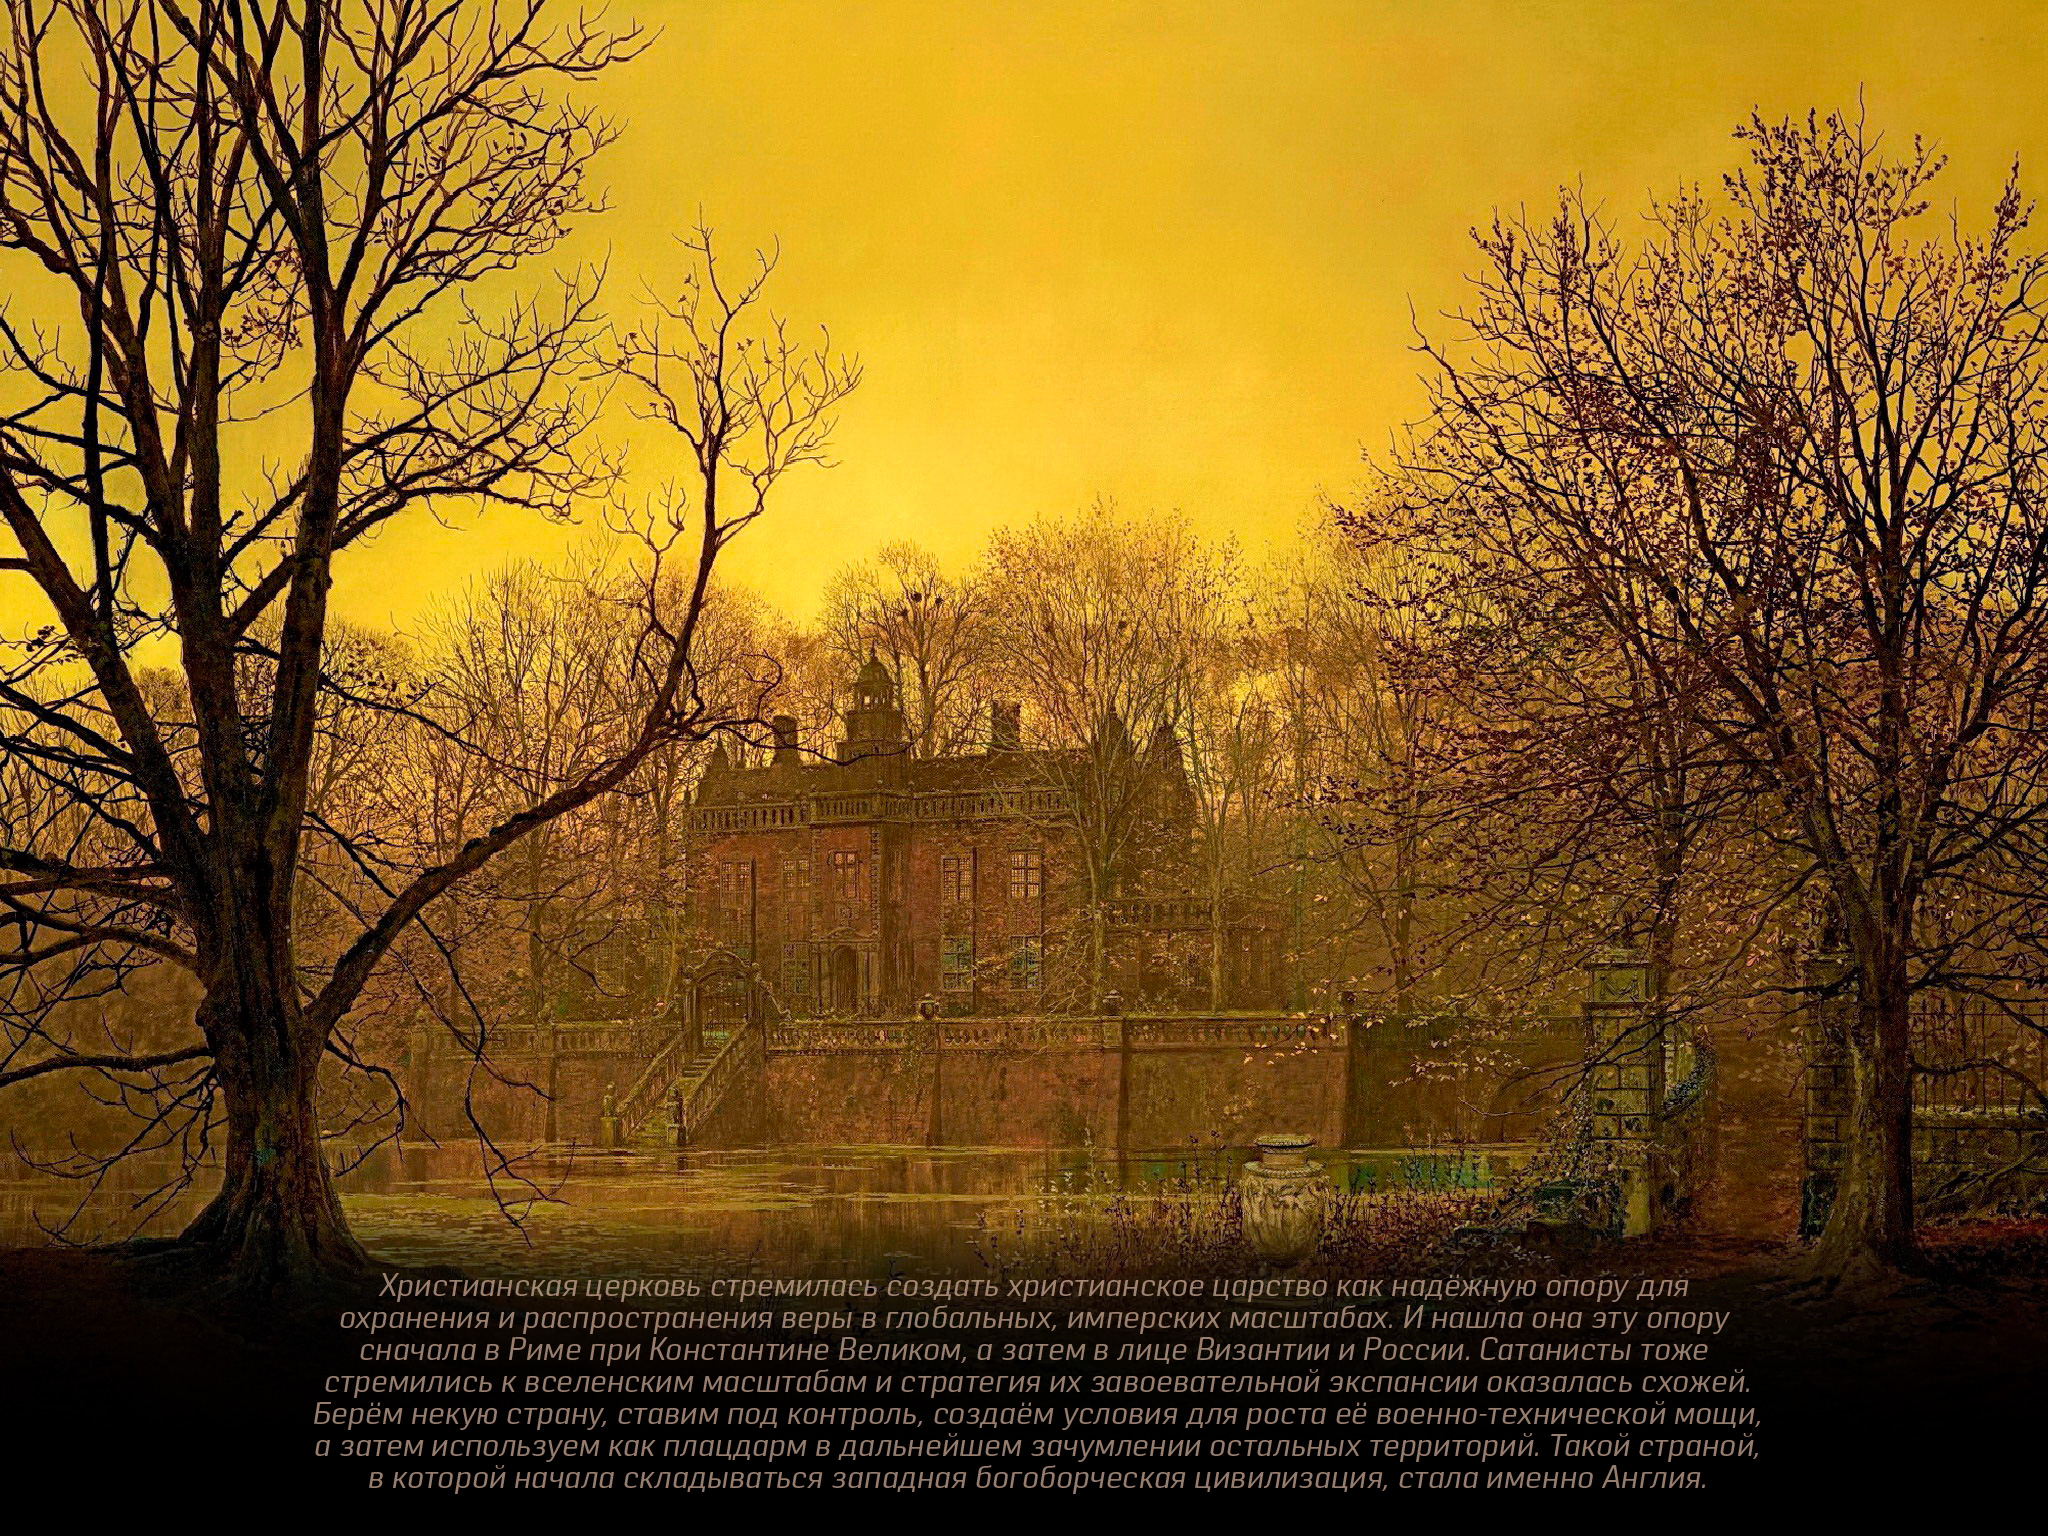 Христианская церковь стремилась создать христианское царство как надёжную опору для
охранения и распространения веры в глобальных, имперских масштабах. И нашла она эту опору
сначала в Риме при Константине Великом, а затем в лице Византии и России. Сатанисты тоже
стремились к вселенским масштабам и стратегия их завоевательной экспансии оказалась схожей.
Берём некую страну, ставим под контроль, создаём условия для роста её военно-технической мощи,
а затем используем как плацдарм в дальнейшем зачумлении остальных территорий. Такой страной,
в которой начала складываться западная богоборческая цивилизация, стала именно Англия.